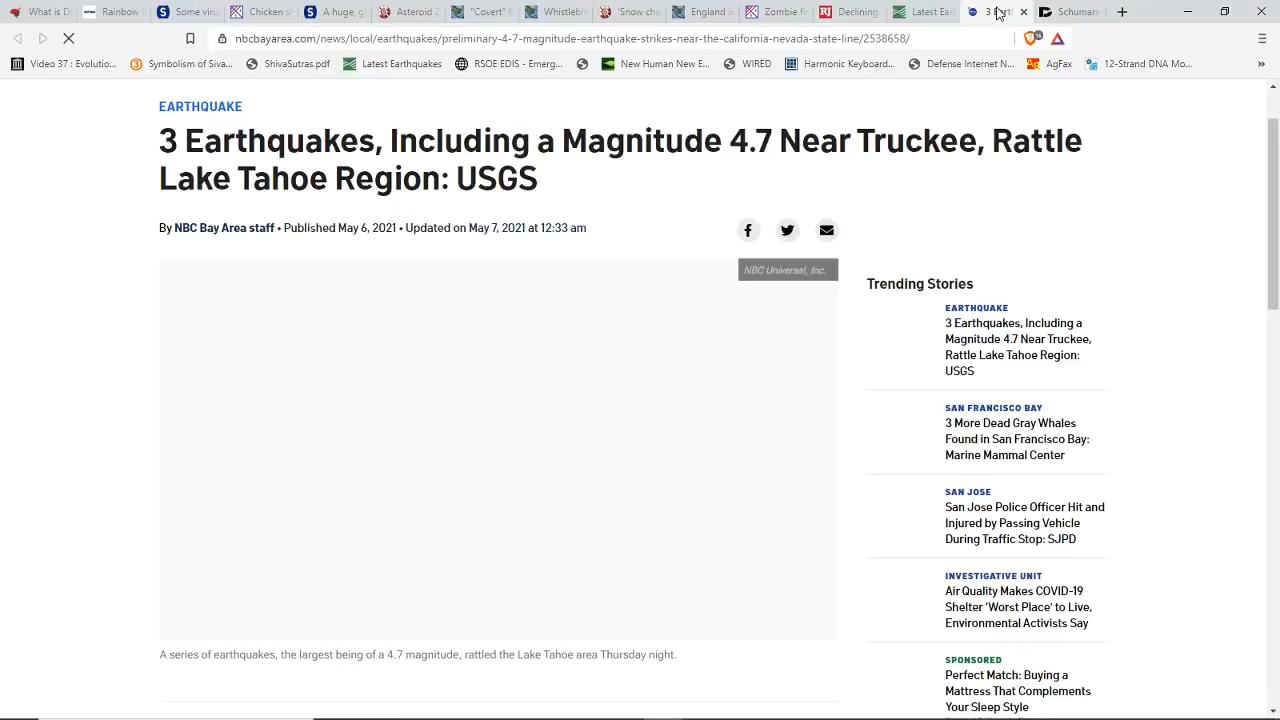 What is D
Rainbow
Some viru
Chicken s
A huge, g
Asteroid 2
"Covert"
Whistleblo
'Snow cha
England is
Zombie fi
Declining
Latest Eart
3 Earth
Schuman
nbcbayarea.com/news/local/earthquakes/preliminary-4-7-magnitude-earthquake-strikes-near-the-california-nevada-state-line/2538658/
Video 37 : Evolutio...
Symbolism of Siva...
ShivaSutras.pdf
Latest Earthquakes
RSOE EDIS - Emerg...
New Human New E...
WIRED
Harmonic Keyboard...
Defense Internet N...
AgFax
12-Strand DNA Mo...
EARTHQUAKE
3 Earthquakes, Including a Magnitude 4.7 Near Truckee, Rattle
Lake Tahoe Region: USGS
By NBC Bay Area staff • Published May 6, 2021 • Updated on May 7, 2021 at 12:33 am
NBC Universal, Inc.
A series of earthquakes, the largest being of a 4.7 magnitude, rattled the Lake Tahoe area Thursday night.
Trending Stories
EARTHQUAKE
3 Earthquakes, Including a
Magnitude 4.7 Near Truckee,
Rattle Lake Tahoe Region:
USGS
SAN FRANCISCO BAY
3 More Dead Gray Whales
Found in San Francisco Bay:
Marine Mammal Center
SAN JOSE
San Jose Police Officer Hit and
Injured by Passing Vehicle
During Traffic Stop: SJPD
INVESTIGATIVE UNIT
Air Quality Makes COVID-19
Shelter 'Worst Place' to Live,
Environmental Activists Say
SPONSORED
Perfect Match: Buying a
Mattress That Complements
Your Sleep Style